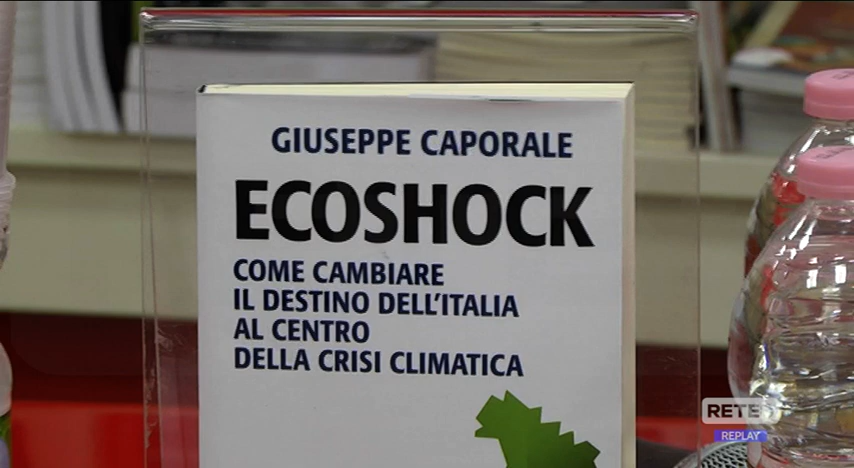 GIUSEPPE CAPORALE
ECOSHOCK
COME CAMBIARE
IL DESTINO DELL'ITALIA
AL CENTRO
DELLA CRISI CLIMATICA
RETE
REPLAY